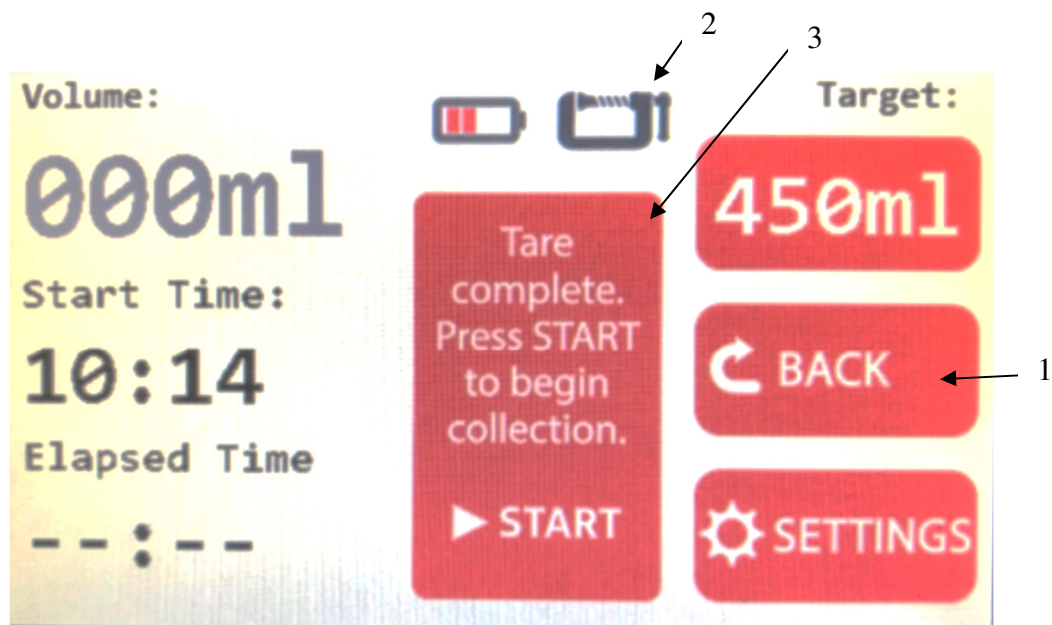 2
3
Volume:
Target:
000ml
450ml
Tare
complete.
Press START
to begin
collection.
START
Start Time:
10:14
BACK
1
Elapsed Time
--:--
SETTINGS